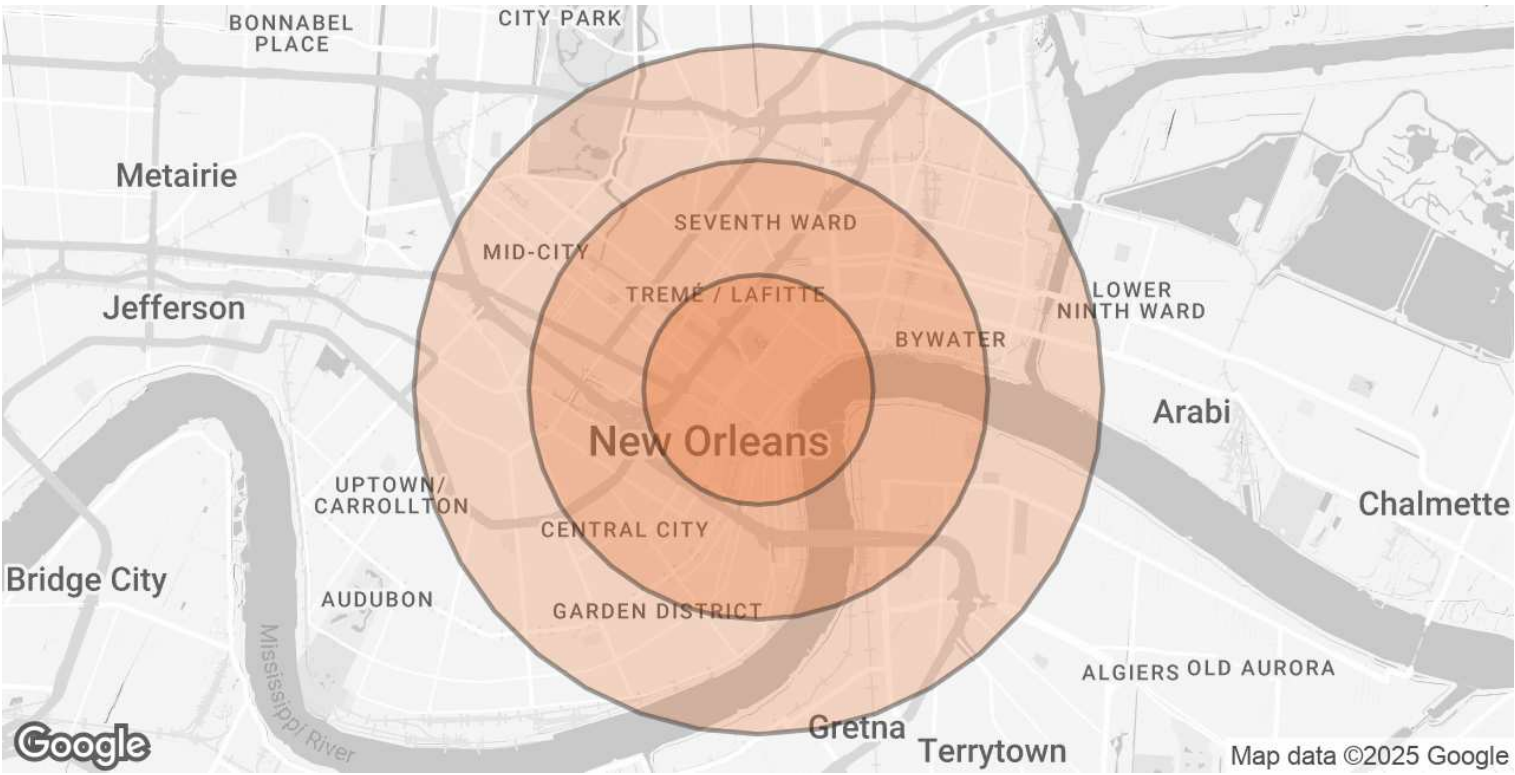 BONNABEL
PLACE
CITY PARK
Metairie
SEVENTH WARD
MID-CITY
TREMÉ / LAFITTE
Jefferson
LOWER
NINTH WARD
BYWATER
Arabi
New Orleans
UPTOWN/
CARROLLTON
Chalmette
CENTRAL CITY
Bridge City
AUDUBON
GARDEN DISTRICT
Mississippi River
ALGIERS OLD AURORA
Gretna
Terrytown
Google
Map data ©2025 Google